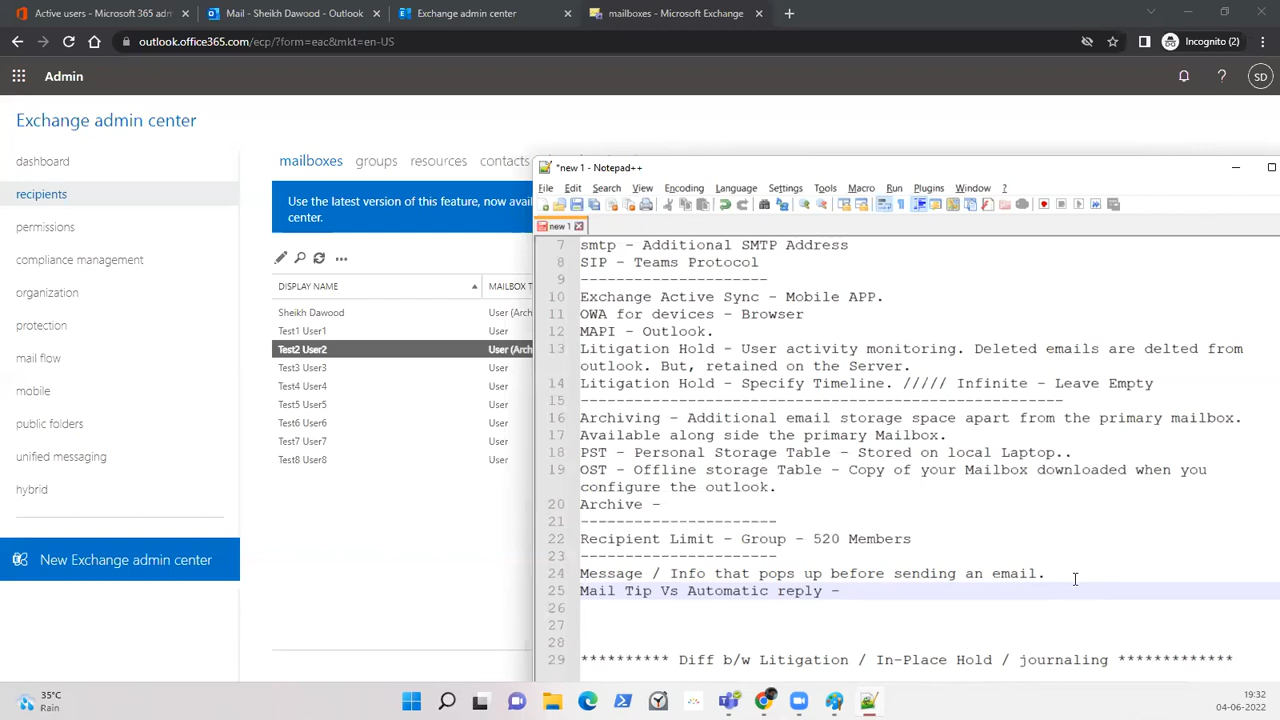 Active users - Microsoft 365 adm
Mail - Sheikh Dawood - Outlook
Exchange admin center
mailboxes - Microsoft Exchange
outlook.office365.com/ecp/?form=eac&mkt=en-US
Incognito (2)
Admin
SD
Exchange admin center
dashboard
recipients
permissions
compliance management
organization
protection
mail flow
mobile
public folders
unified messaging
hybrid
New Exchange admin center
mailboxes groups resources contacts
Use the latest version of this feature, now avail
center.
DISPLAY NAME MAILBOX T
Sheikh Dawood User (Arch
Test1 User1 User
Test2 User2 User (Arch
Test3 User3 User
Test4 User4 User
Test5 User5 User
Test6 User6 User
Test7 User7 User
Test8 User8 User
*new 1 - Notepad++
File Edit Search View Encoding Language Settings Tools Macro Run Plugins Window ?
new 1
7 smtp - Additional SMTP Address
8 SIP - Teams Protocol
9 ---------------------
10 Exchange Active Sync - Mobile APP.
11 OWA for devices - Browser
12 MAPI - Outlook.
13 Litigation Hold - User activity monitoring. Deleted emails are delted from
outlook. But, retained on the Server.
14 Litigation Hold - Specify Timeline. ///// Infinite - Leave Empty
15 ------------------------------------------------------
16 Archiving - Additional email storage space apart from the primary mailbox.
17 Available along side the primary Mailbox.
18 PST - Personal Storage Table - Stored on local Laptop..
19 OST - Offline storage Table - Copy of your Mailbox downloaded when you
configure the outlook.
20 Archive -
21 ----------------------
22 Recipient Limit - Group - 520 Members
23 ----------------------
24 Message / Info that pops up before sending an email.
25 Mail Tip Vs Automatic reply -
26
27
28
29 ********** Diff b/w Litigation / In-Place Hold / journaling *************
35°C
Rain
19:32
04-06-2022